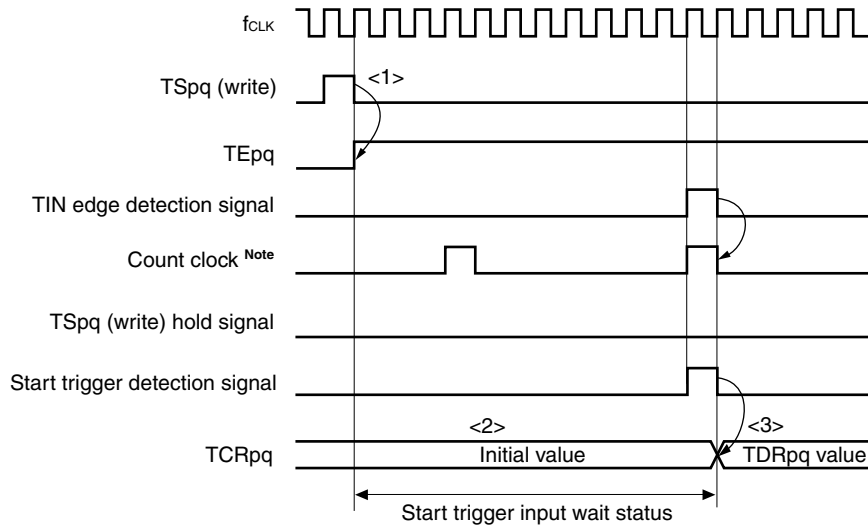 fCLK
TSpq (write)
<1>
TEpq
TIN edge detection signal
Count clock Note
TSpq (write) hold signal
Start trigger detection signal
<2>
<3>
TCRpq
Initial value
TDRpq value
Start trigger input wait status